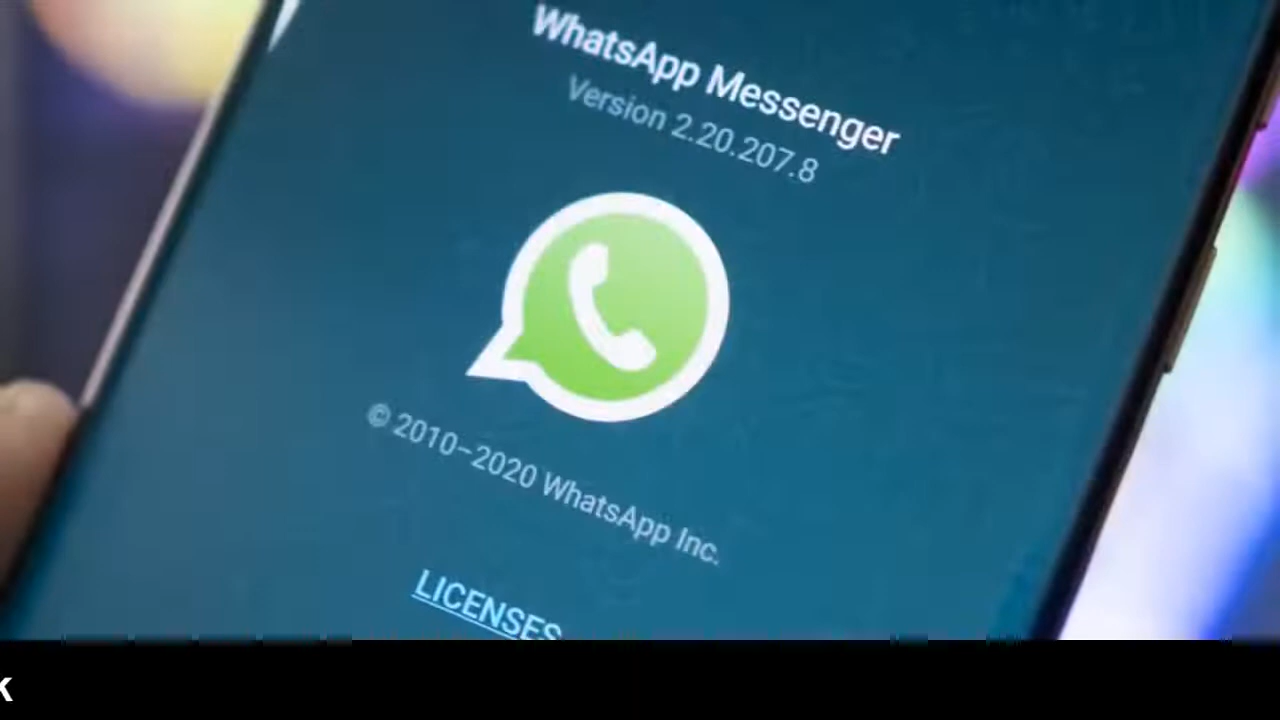 WhatsApp Messenger
Version 2.20.207.8
© 2010–2020 WhatsApp Inc.
LICENSES
k